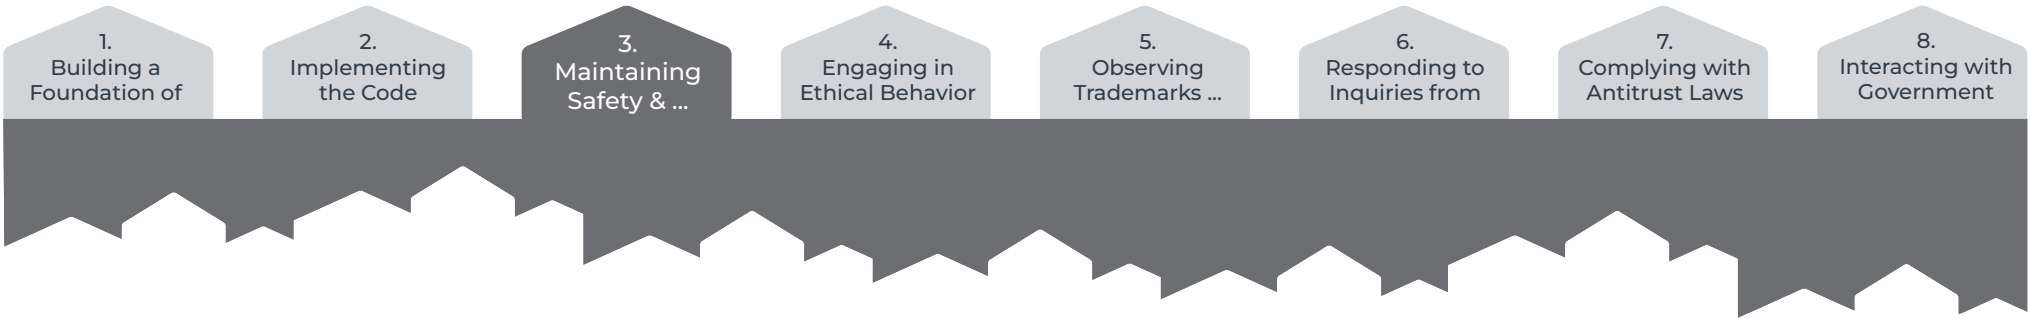 1.
Building a
Foundation of
2.
Implementing
the Code
3.
Maintaining
Safety & ...
4.
Engaging in
Ethical Behavior
5.
Observing
Trademarks ...
6.
Responding to
Inquiries from
7.
Complying with
Antitrust Laws
8.
Interacting with
Government